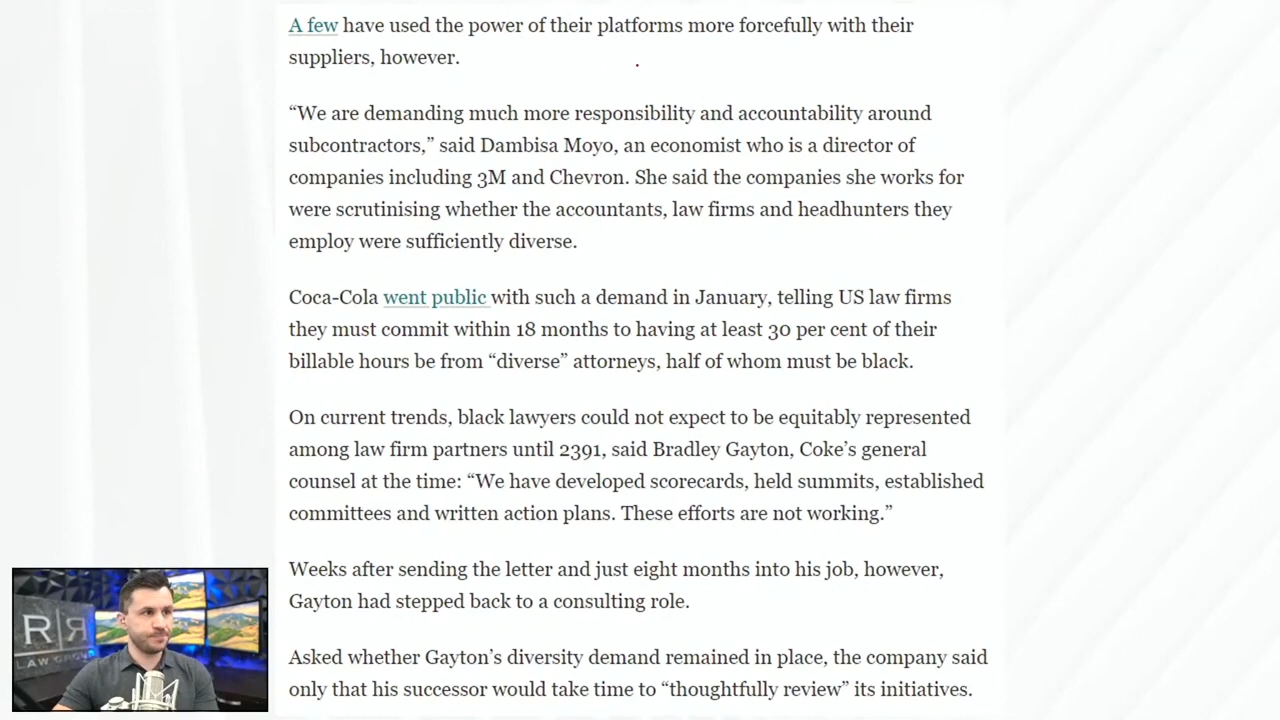 A few have used the power of their platforms more forcefully with their
suppliers, however.
“We are demanding much more responsibility and accountability around
subcontractors,” said Dambisa Moyo, an economist who is a director of
companies including 3M and Chevron. She said the companies she works for
were scrutinising whether the accountants, law firms and headhunters they
employ were sufficiently diverse.
Coca-Cola went public with such a demand in January, telling US law firms
they must commit within 18 months to having at least 30 per cent of their
billable hours be from “diverse” attorneys, half of whom must be black.
On current trends, black lawyers could not expect to be equitably represented
among law firm partners until 2391, said Bradley Gayton, Coke’s general
counsel at the time: “We have developed scorecards, held summits, established
committees and written action plans. These efforts are not working.”
Weeks after sending the letter and just eight months into his job, however,
Gayton had stepped back to a consulting role.
Asked whether Gayton’s diversity demand remained in place, the company said
only that his successor would take time to “thoughtfully review” its initiatives.
R|R
LAW GROUP